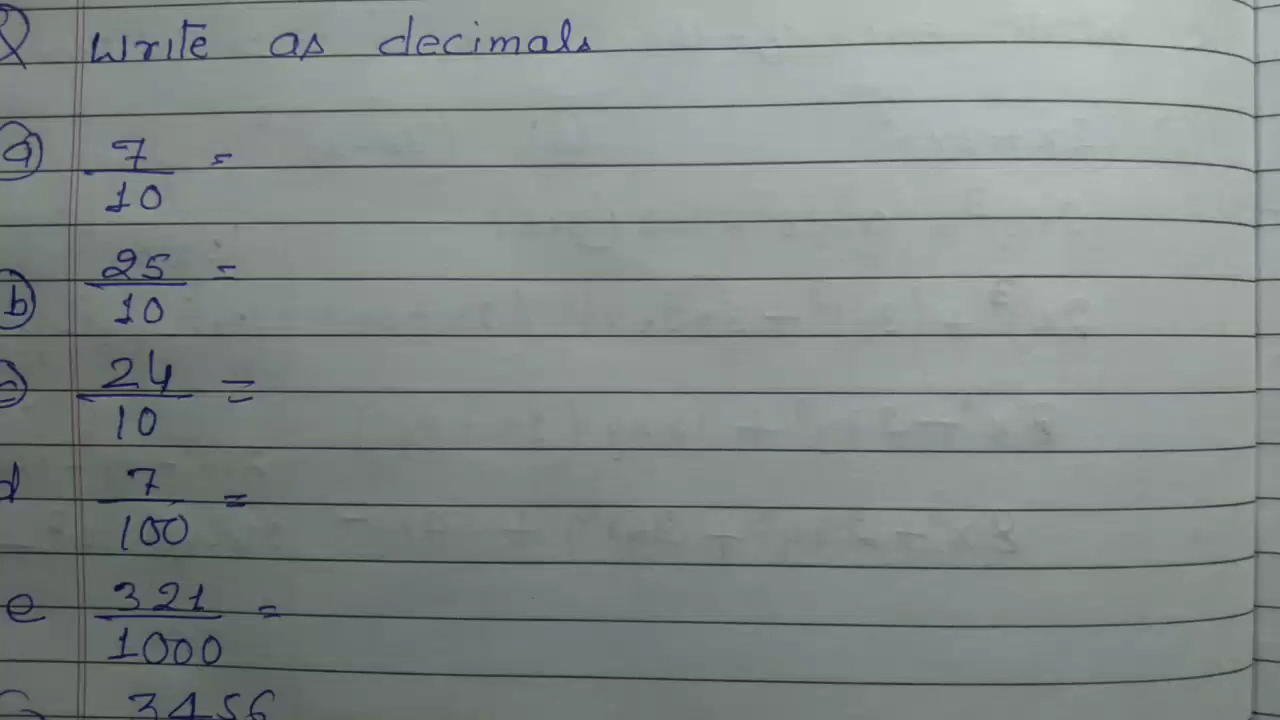 Q Write as decimals
a) 7/10 =
b) 25/10 =
24/10 =
d 7/100 =
e 321/1000 =
3456